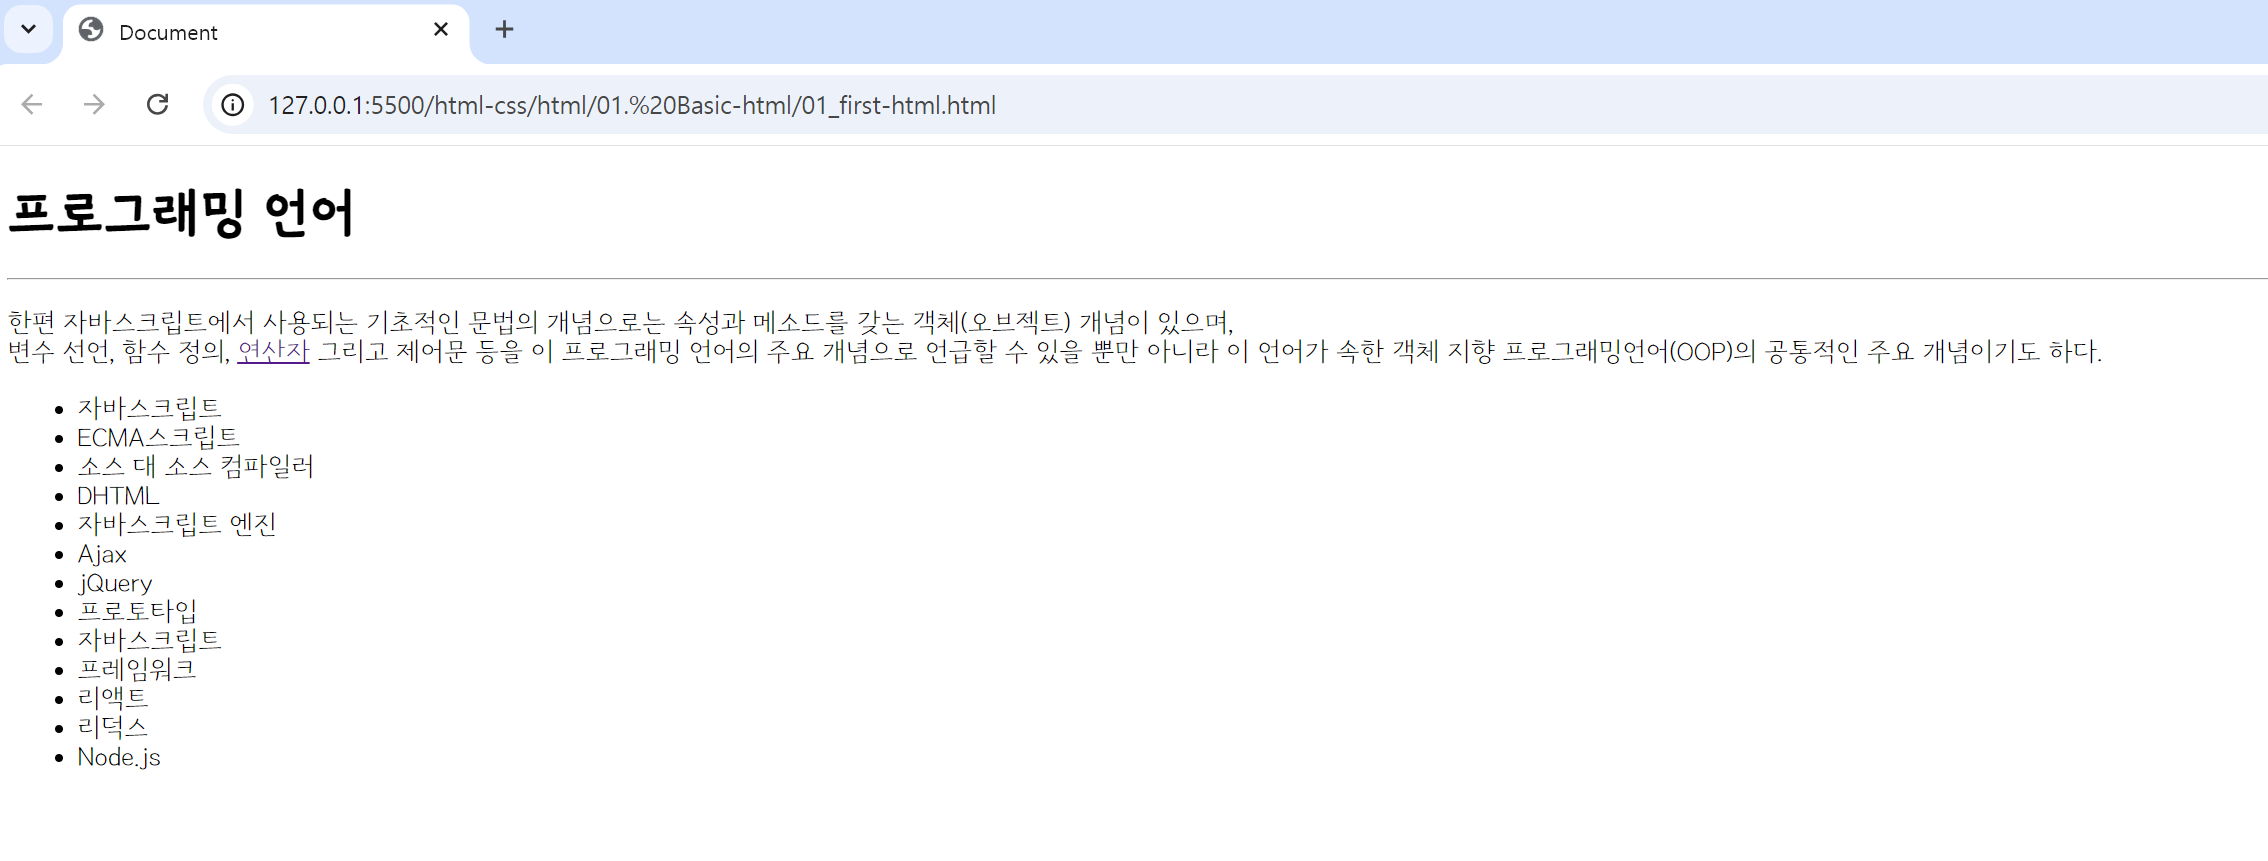 Document
127.0.0.1:5500/html-css/html/01.%20Basic-html/01_first-html.html
프로그래밍 언어
한편 자바스크립트에서 사용되는 기초적인 문법의 개념으로는 속성과 메소드를 갖는 객체(오브젝트) 개념이 있으며,
변수 선언, 함수 정의, 연산자 그리고 제어문 등을 이 프로그래밍 언어의 주요 개념으로 언급할 수 있을 뿐만 아니라 이 언어가 속한 객체 지향 프로그래밍언어(OOP)의 공통적인 주요 개념이기도 하다.
자바스크립트
ECMA스크립트
소스 대 소스 컴파일러
DHTML
자바스크립트 엔진
Ajax
jQuery
프로토타입
자바스크립트
프레임워크
리액트
리덕스
Node.js